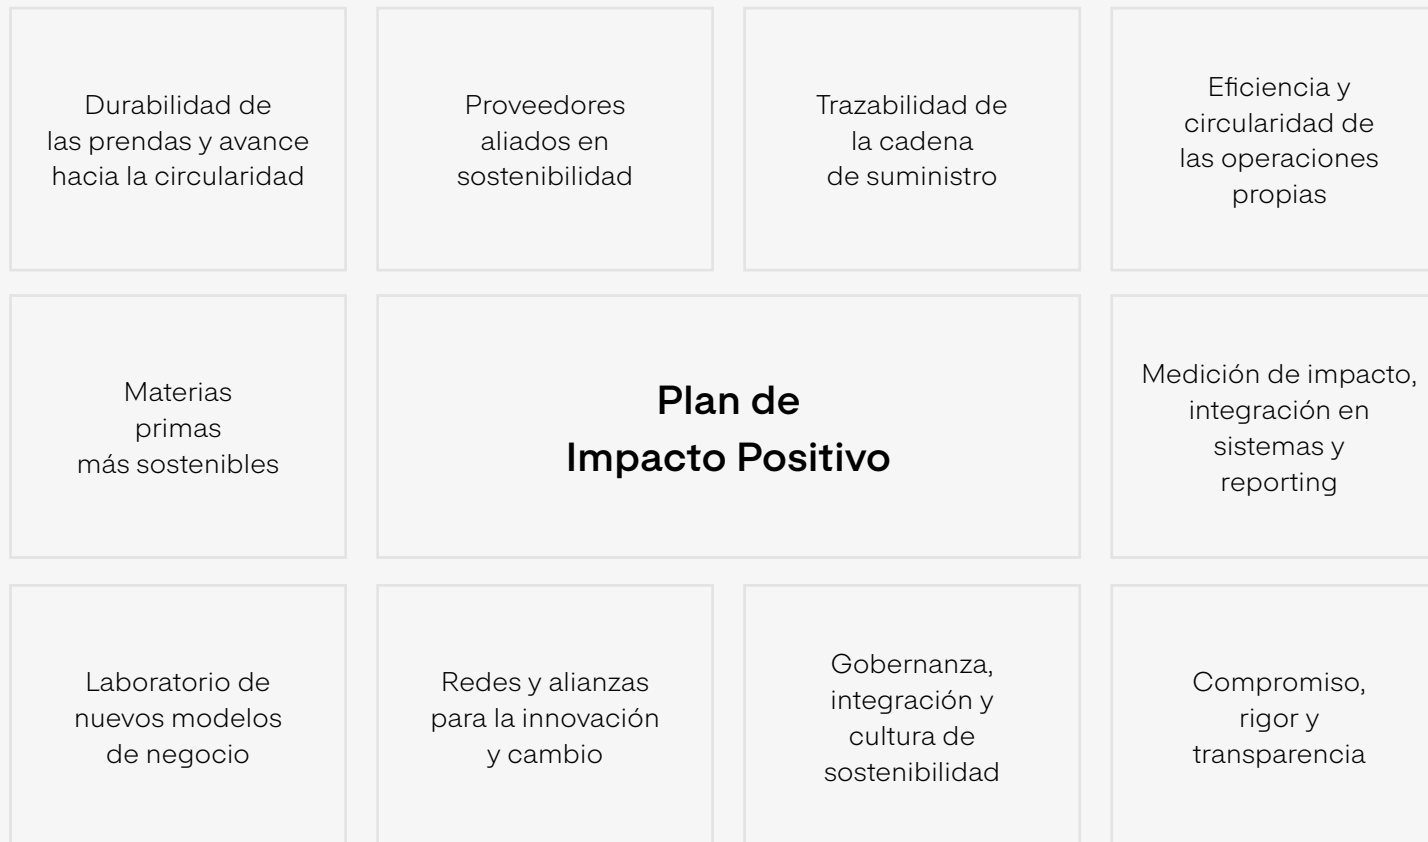 Durabilidad de
las prendas y avance
hacia la circularidad
Proveedores
aliados en
sostenibilidad
Trazabilidad de
la cadena
de suministro
Eficiencia y
circularidad de
las operaciones
propias
Materias
primas
más sostenibles
Plan de
Impacto Positivo
Medición de impacto,
integración en
sistemas y
reporting
Laboratorio de
nuevos modelos
de negocio
Redes y alianzas
para la innovación
y cambio
Gobernanza,
integración y
cultura de
sostenibilidad
Compromiso,
rigor y
transparencia